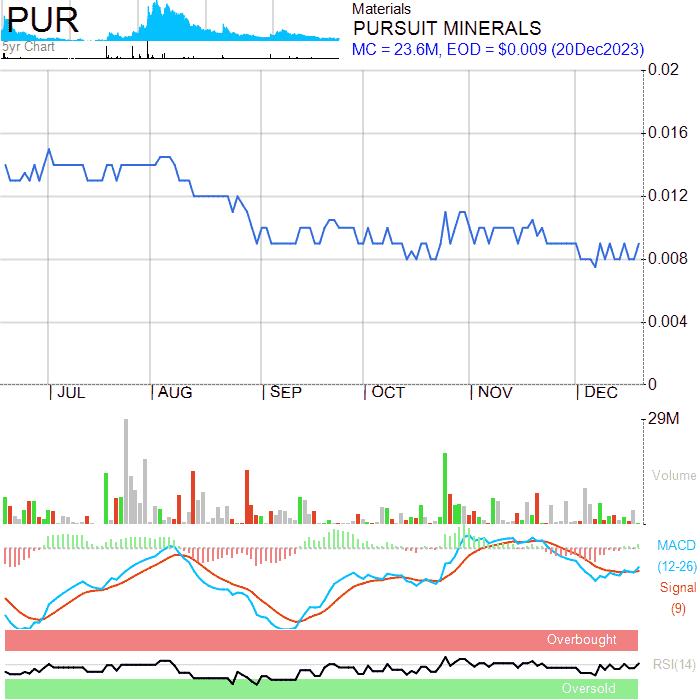 PUR
5yr Chart
Materials
PURSUIT MINERALS
MC = 23.6M, EOD = $0.009 (20Dec2023)
0.02
0.016
0.012
0.008
0.004
0
JUL AUG SEP OCT NOV DEC
29M
Volume
MACD
(12-26)
Signal
(9)
Overbought
RSI(14)
Oversold